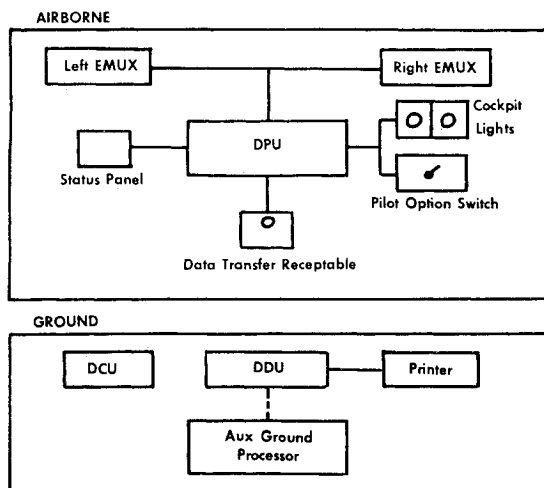 AIRBORNE
Left EMUX
Right EMUX
Cockpit
Lights
DPU
Status Panel
Pilot Option Switch
Data Transfer Receptable
GROUND
DCU
DDU
Printer
Aux Ground
Processor